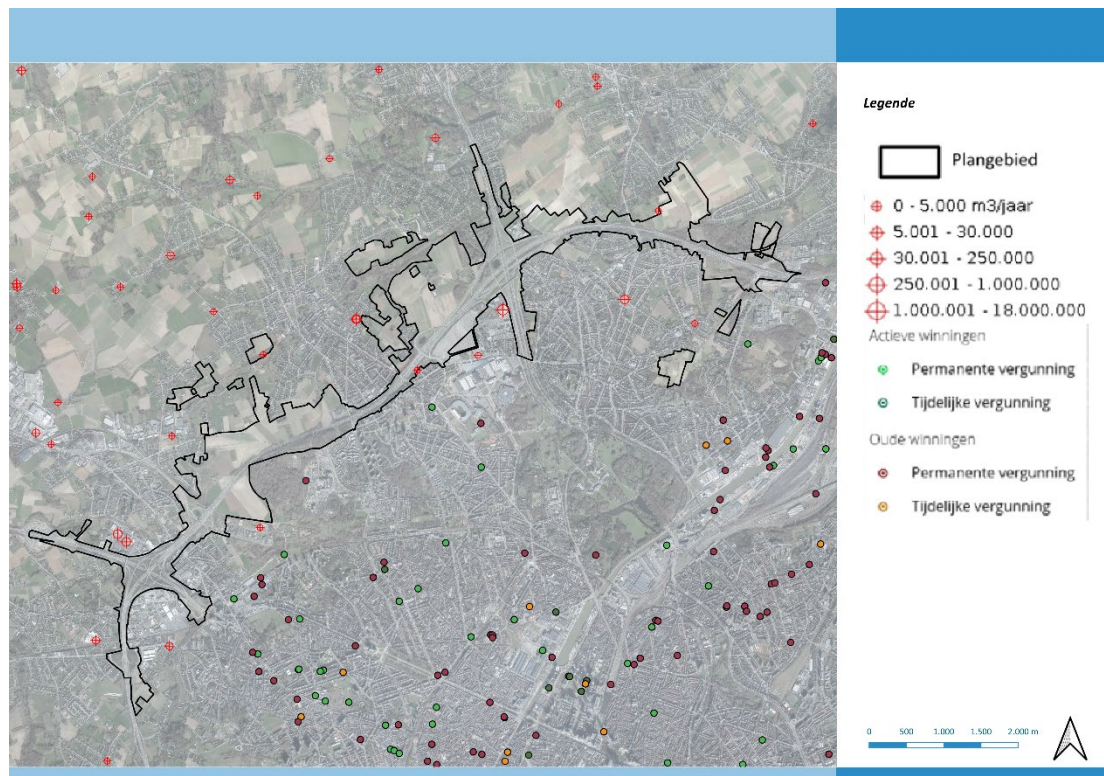 Legende
Plangebied
0 - 5.000 m3/jaar
5.001 - 30.000
30.001 - 250.000
250.001 - 1.000.000
1.000.001 - 18.000.000
Actieve winningen
Permanente vergunning
Tijdelijke vergunning
Oude winningen
Permanente vergunning
Tijdelijke vergunning
0 500 1.000 1.500 2.000 m